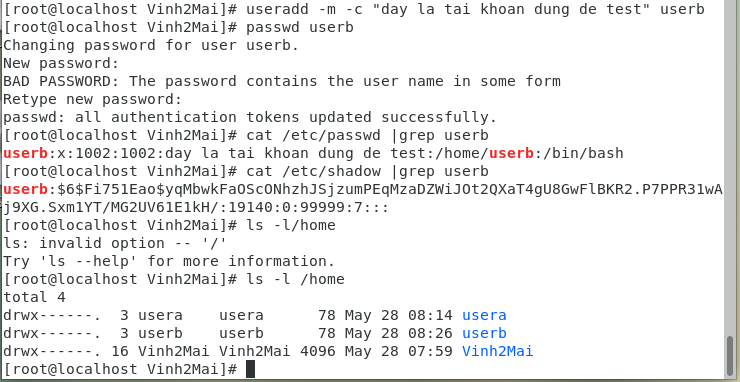 [root@localhost Vinh2Mai]# useradd -m -c "day la tai khoan dung de test" userb
[root@localhost Vinh2Mai]# passwd userb
Changing password for user userb.
New password:
BAD PASSWORD: The password contains the user name in some form
Retype new password:
passwd: all authentication tokens updated successfully.
[root@localhost Vinh2Mai]# cat /etc/passwd |grep userb
userb:x:1002:1002:day la tai khoan dung de test:/home/userb:/bin/bash
[root@localhost Vinh2Mai]# cat /etc/shadow |grep userb
userb:$6$Fi751Eao$yqMbwkFaOScONhzhJSjzumPEqMzaDZWiJOt2QXaT4gU8GwFlBKR2.P7PPR31wA
j9XG.Sxm1YT/MG2UV61E1kH/:19140:0:99999:7:::
[root@localhost Vinh2Mai]# ls -l/home
ls: invalid option -- '/'
Try 'ls --help' for more information.
[root@localhost Vinh2Mai]# ls -l /home
total 4
drwx------.  3 usera    usera      78 May 28 08:14 usera
drwx------.  3 userb    userb      78 May 28 08:26 userb
drwx------. 16 Vinh2Mai Vinh2Mai 4096 May 28 07:59 Vinh2Mai
[root@localhost Vinh2Mai]#